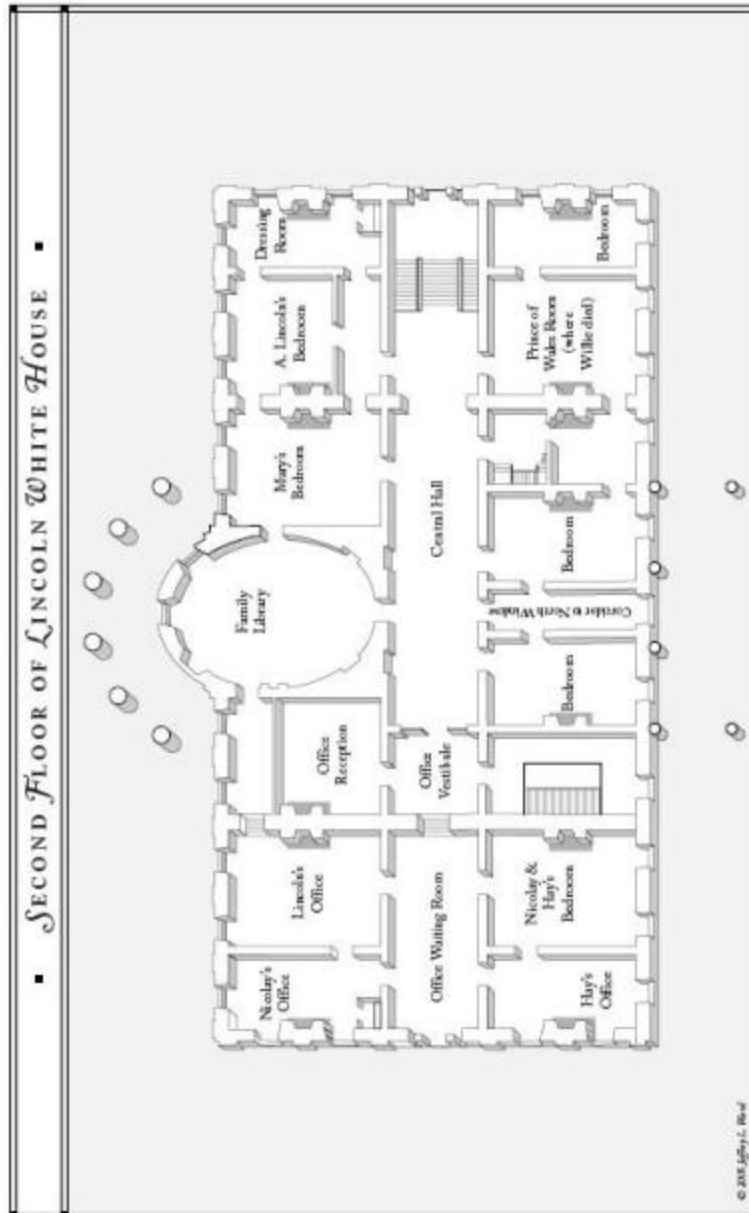 SECOND FLOOR OF LINCOLN WHITE HOUSE
Nicolay's
Office
Lincoln's
Office
Office
Reception
Family
Library
Mary's
Bedroom
A. Lincoln's
Bedroom
Dressing
Room
Office Waiting Room
Office
Vestibule
Central Hall
Hay's
Office
Nicolay &
Hay's
Bedroom
Bedroom
Corridor to North Window
Bedroom
Prince of
Wales Room
(where
Willie died)
Bedroom